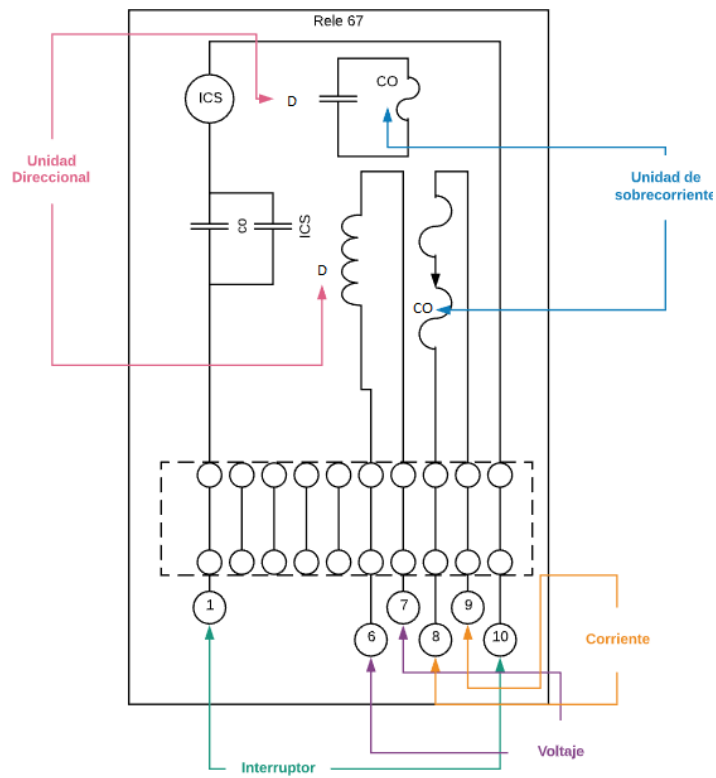 Rele 67
ICS
D
CO
Unidad
Direccional
Unidad de
sobrecorriente
CO
ICS
D
CO
1
7
9
6
8
10
Corriente
Voltaje
Interruptor